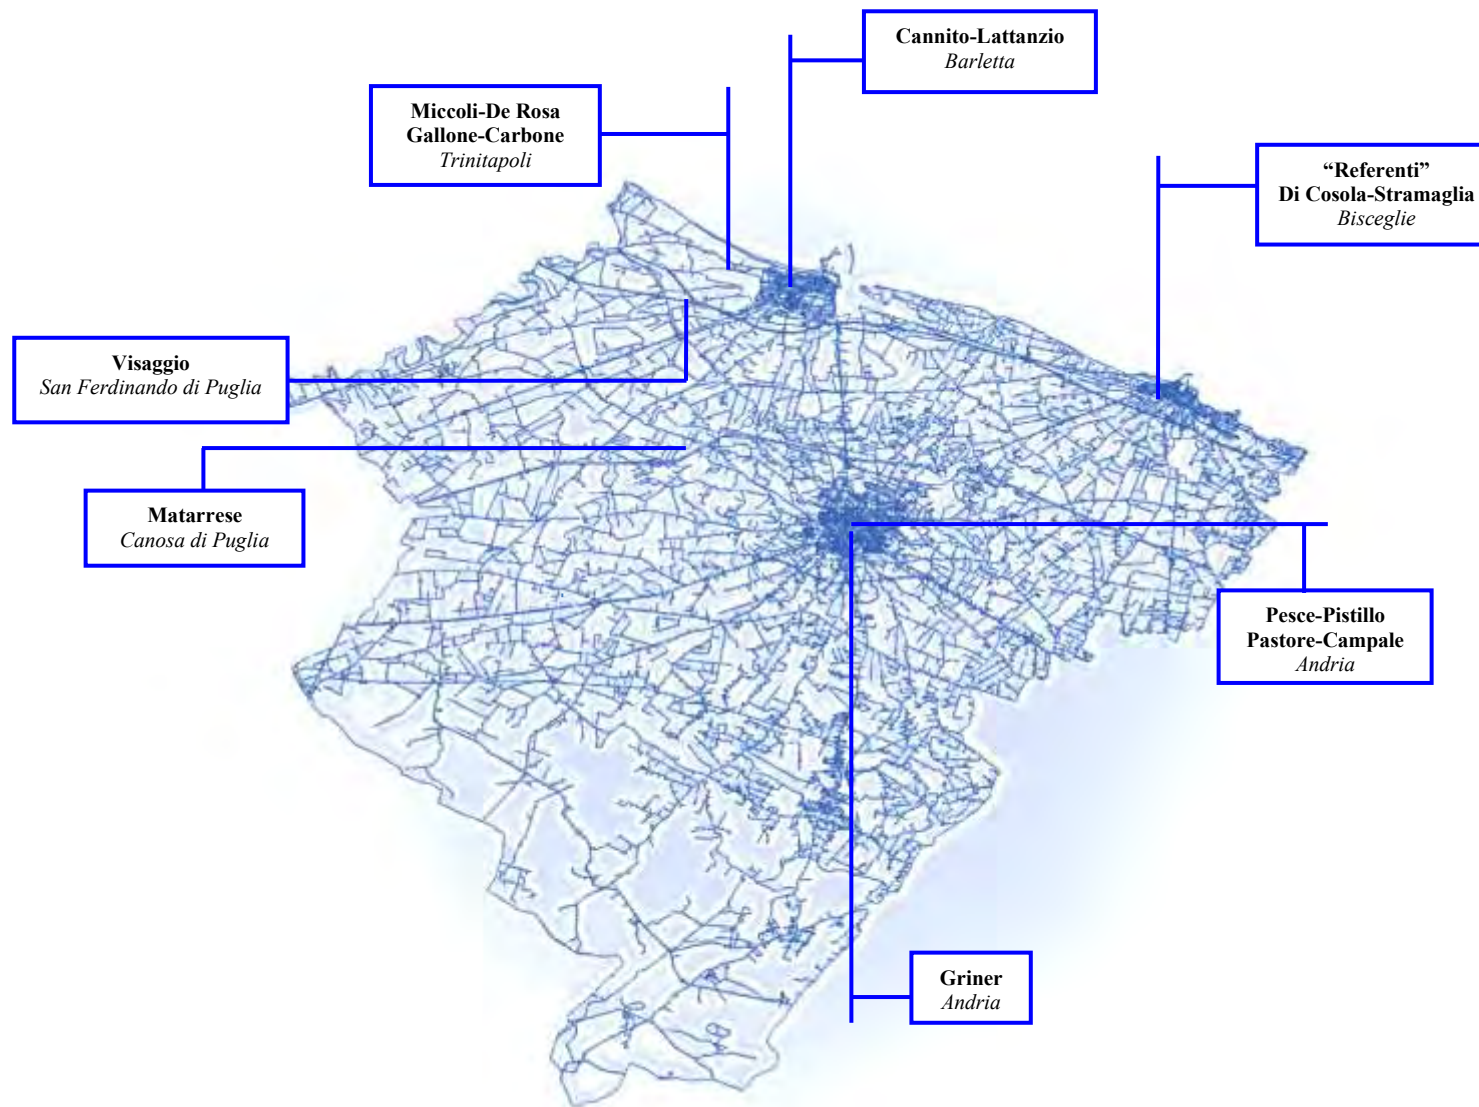 Cannito-Lattanzio
Barletta
Miccoli-De Rosa
Gallone-Carbone
Trinitapoli
“Referenti”
Di Cosola-Stramaglia
Bisceglie
Visaggio
San Ferdinando di Puglia
Matarrese
Canosa di Puglia
Pesce-Pistillo
Pastore-Campale
Andria
Griner
Andria